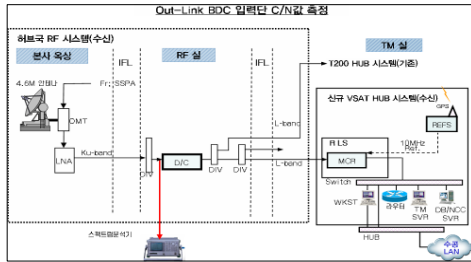 Out-Link BDC 입력단 C/N값 측정
허브국 RF 시스템(수신)
본사 옥상
IFL
RF 실
IFL
TM 실
T200 HUB 시스템(기존)
4.6M 안테나
Fr; SSPA
OMT
LNA
Ku-band
DIV
D/C
DIV
DIV
L-band
L-band
신규 VSAT HUB 시스템(수신)
GPS
REFS
R LS
10MHz
Ref.
MCR
Switch
WKST
라우터
TM
SVR
DB/NCC
SVR
HUB
수공
LAN
스펙트럼분석기